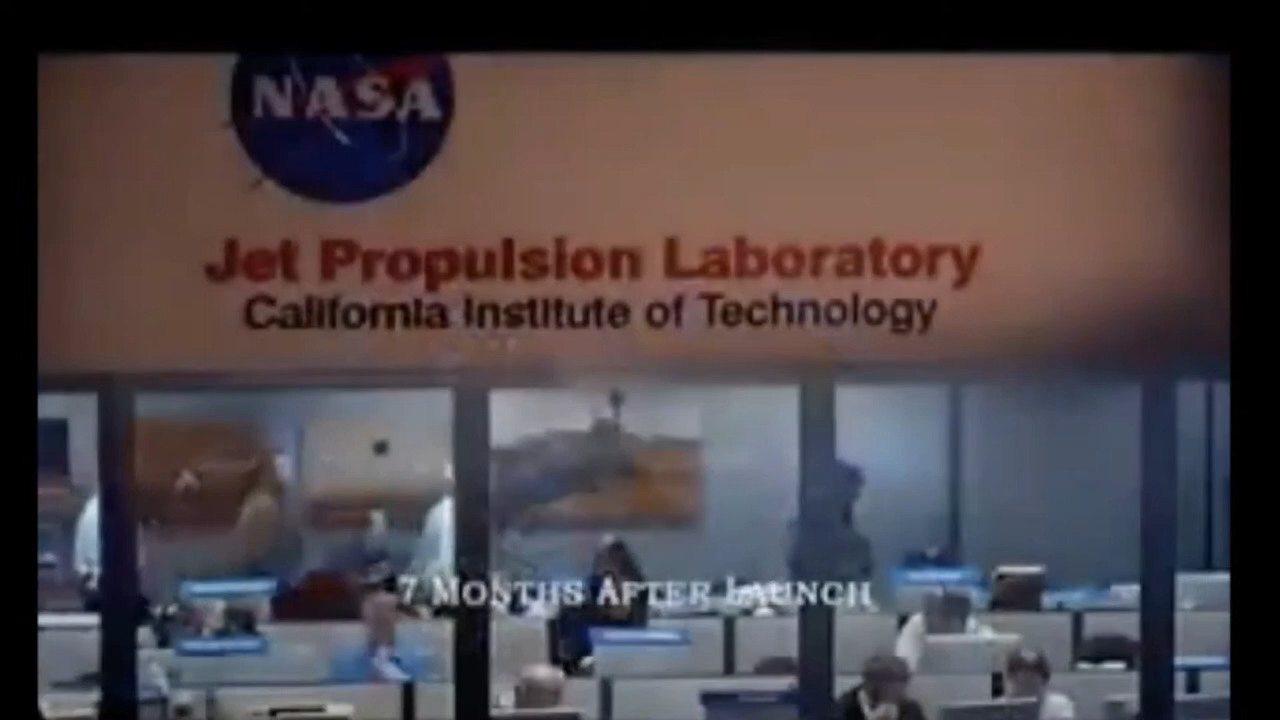 NASA
Jet Propulsion Laboratory
California Institute of Technology
7 MONTHS AFTER LAUNCH